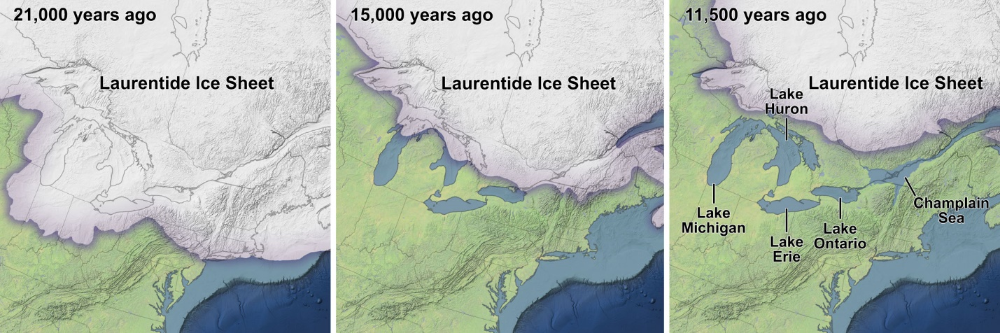 21,000 years ago
Laurentide Ice Sheet
15,000 years ago
Laurentide Ice Sheet
11,500 years ago
Laurentide Ice Sheet
Lake
Huron
Lake
Michigan
Lake
Erie
Lake
Ontario
Champlain
Sea